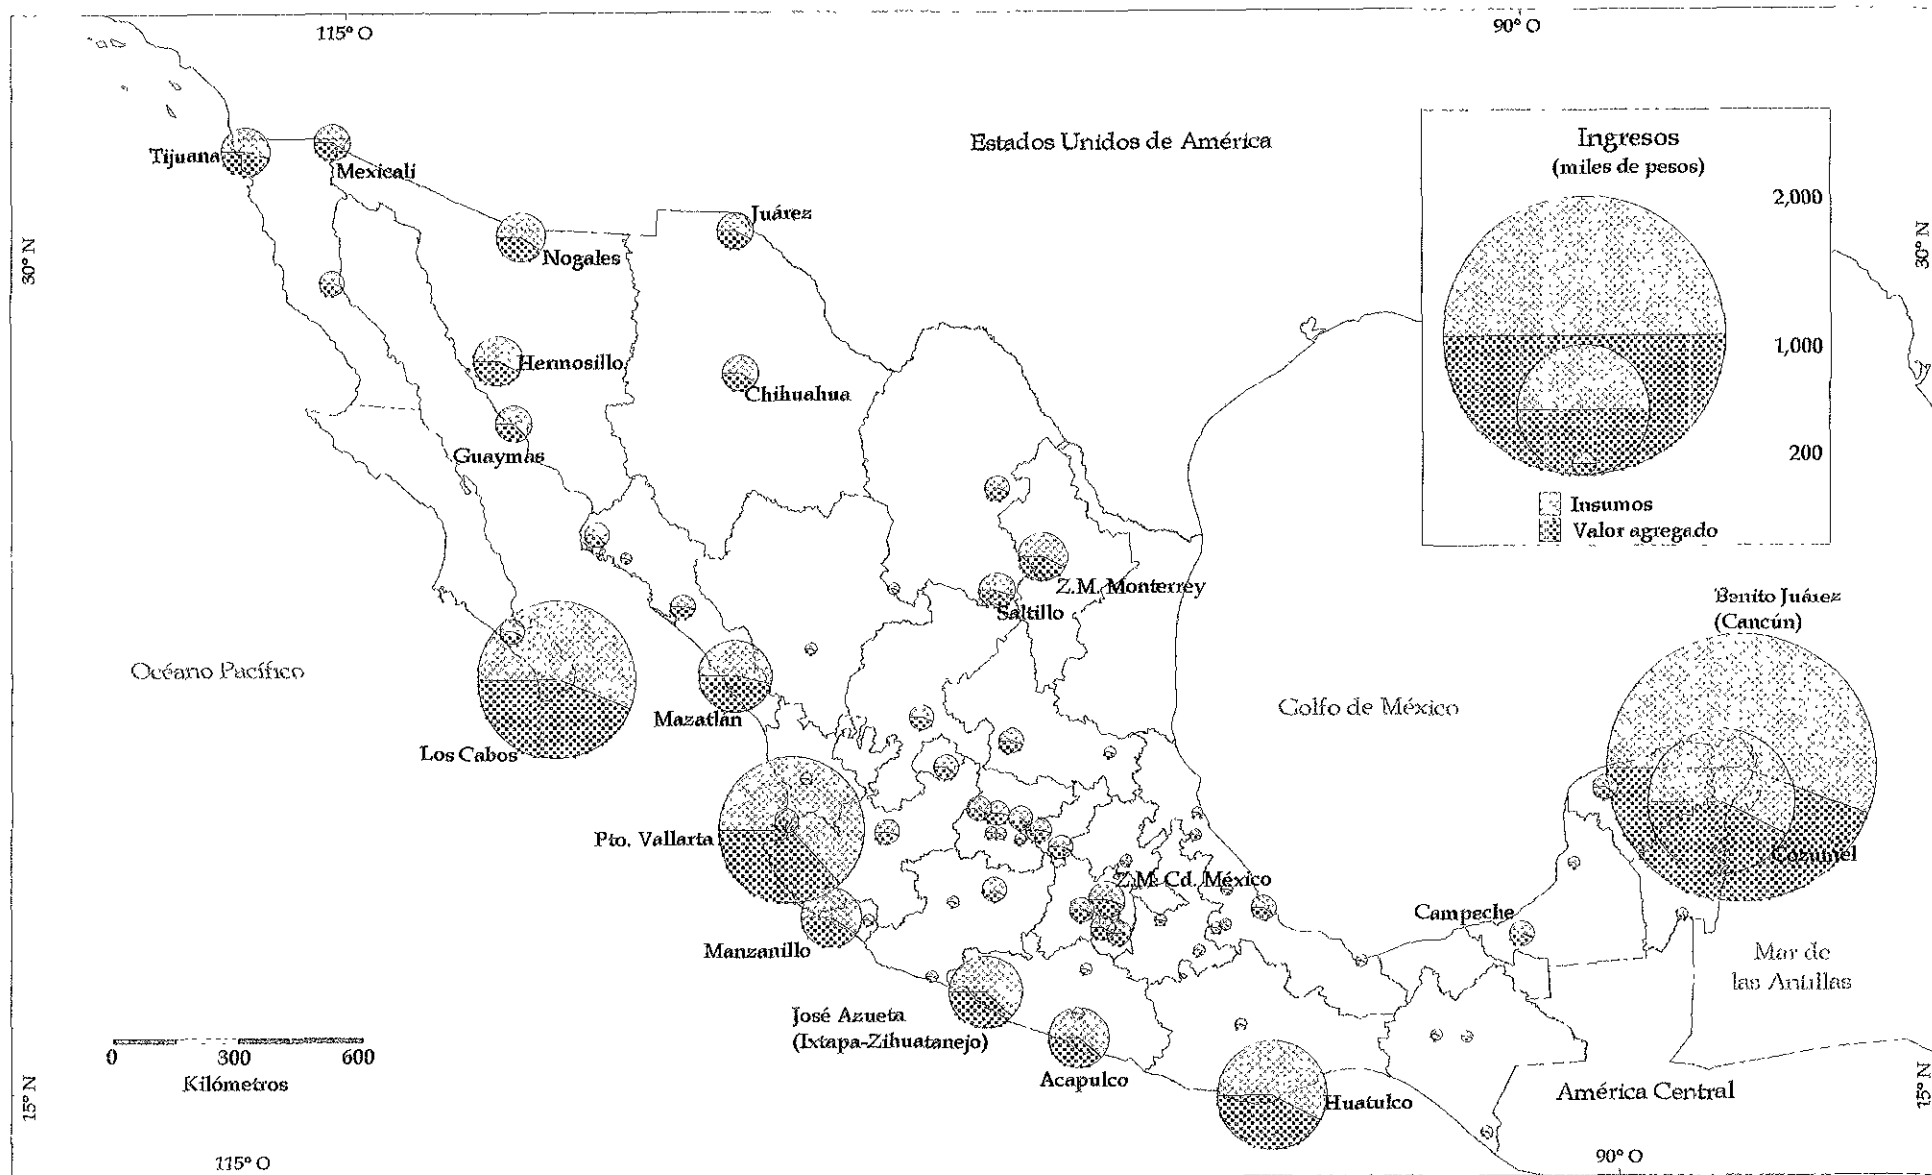 115° O
90° O
Estados Unidos de América
Ingresos
(miles de pesos)
2,000
1,000
200
Insumos
Valor agregado
30° N
30° N
Tijuana
Mexicali
Nogales
Juárez
Hermosillo
Chihuahua
Guaymas
Z.M. Monterrey
Saltillo
Benito Juárez
(Cancún)
Océano Pacífico
Golfo de México
Mazatlán
Los Cabos
Pto. Vallarta
Cozumel
Z.M. Cd. México
Campeche
Manzanillo
Mar de
las Antillas
José Azueta
(Ixtapa-Zihuatanejo)
0 300 600
Kilómetros
Acapulco
Huatulco
América Central
15° N
15° N
115° O
90° O